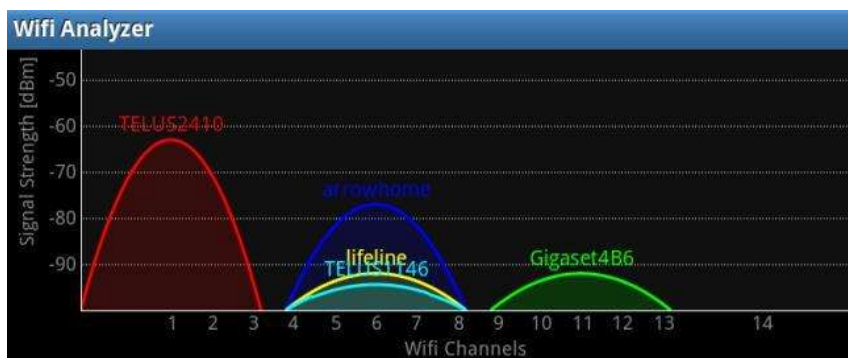 Wifi Analyzer
Signal Strength [dBm]
-50
-60
-70
-80
-90
TELUS2410
arrowhome
lifeline
TELUS1146
Gigaset4B6
1 2 3 4 5 6 7 8 9 10 11 12 13 14
Wifi Channels